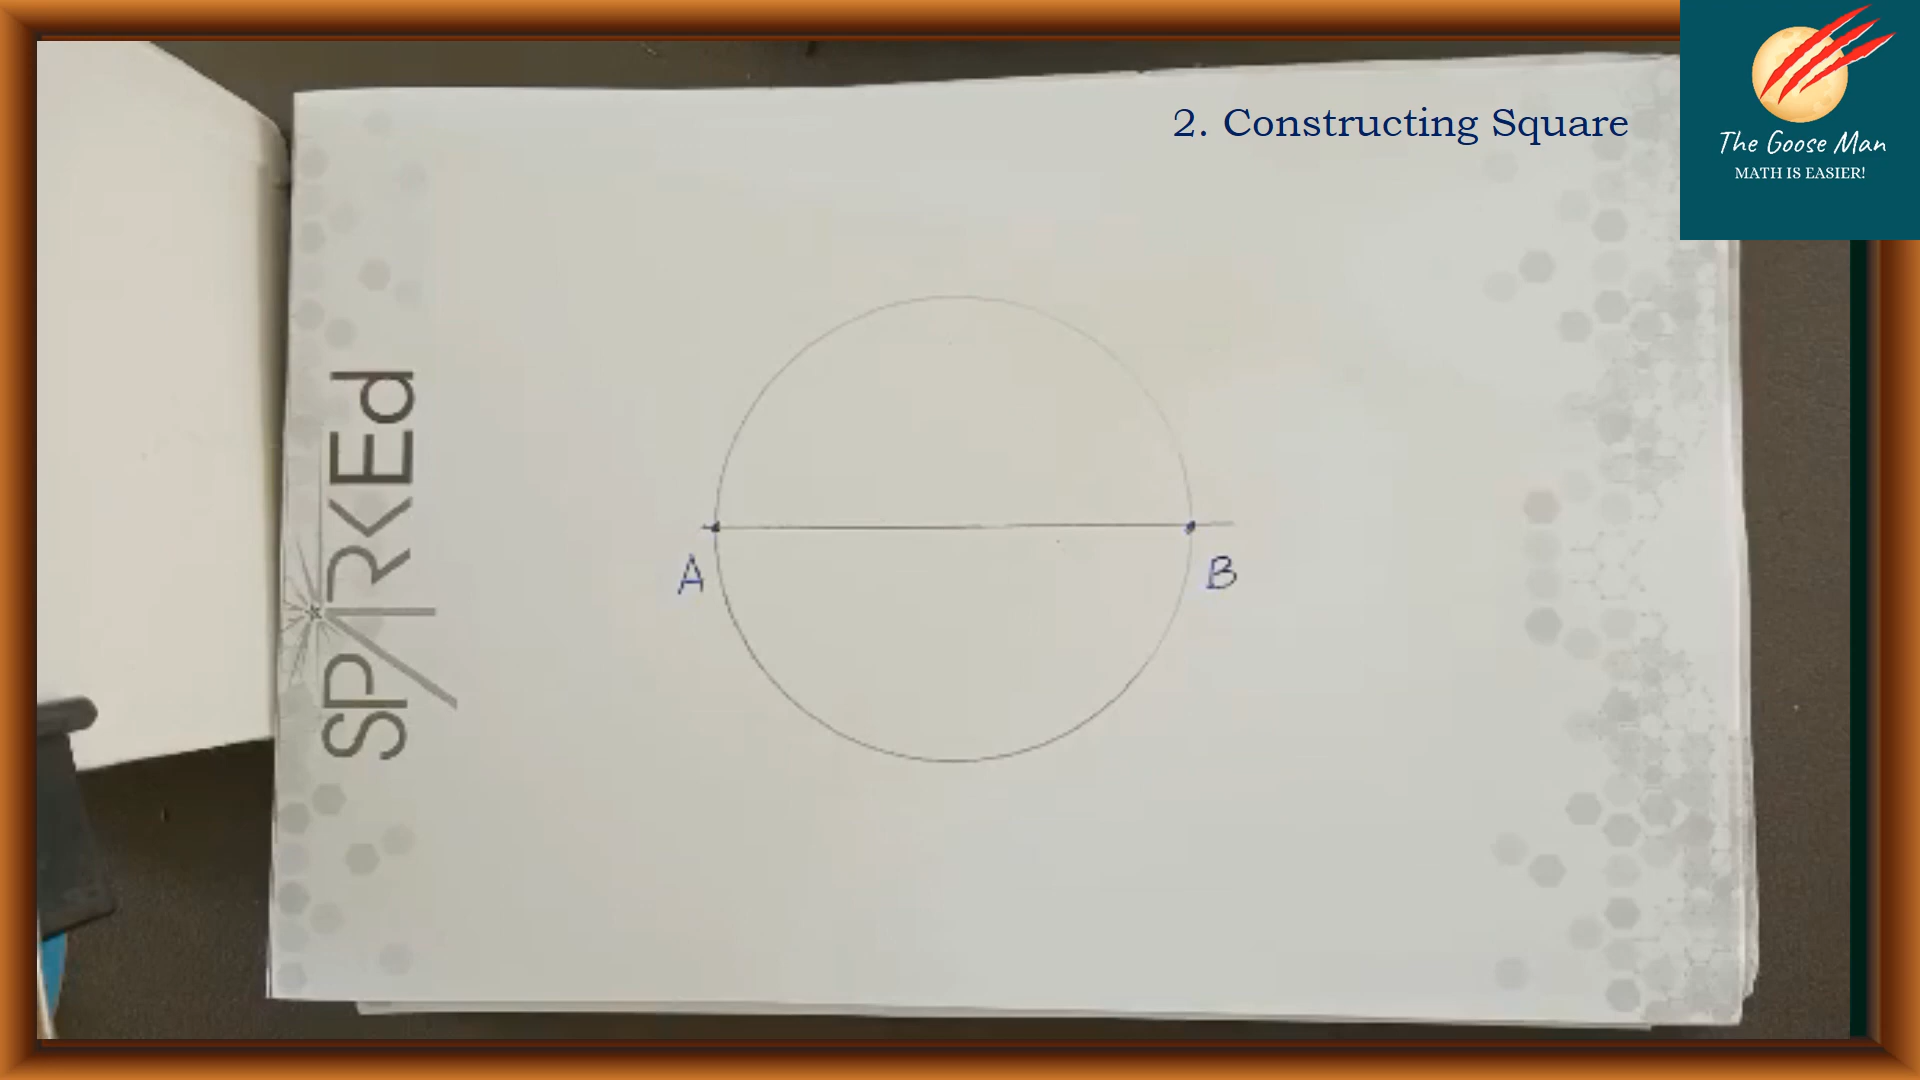 2. Constructing Square
The Goose Man
MATH IS EASIER!
SPARKEd
A
B